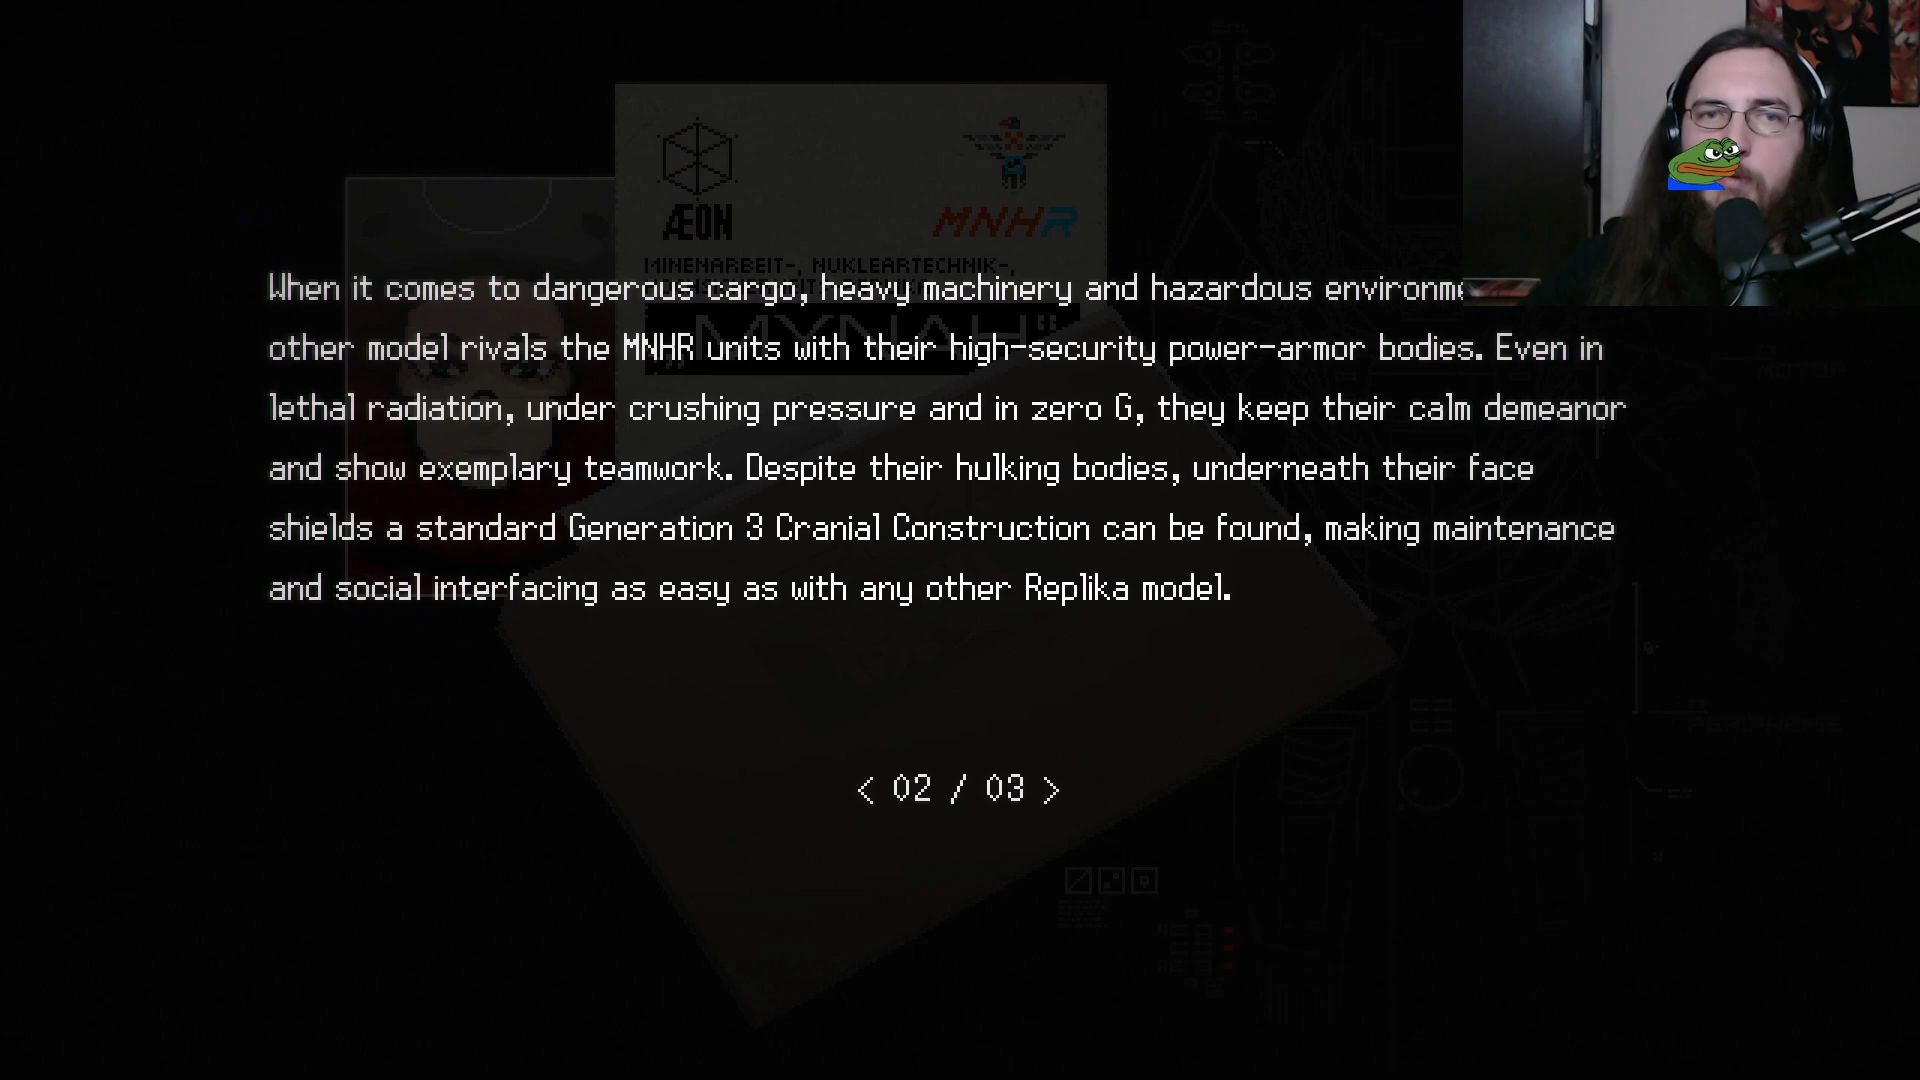 ÆON
MNHR
MINENARBEIT-, NUKLEARTECHNIK-,
When it comes to dangerous cargo, heavy machinery and hazardous
"MYNAH"
other model rivals the MNHR units with their high-security power-armor bodies. Even in
lethal radiation, under crushing pressure and in zero G, they keep their calm demeanor
and show exemplary teamwork. Despite their hulking bodies, underneath their face
shields a standard Generation 3 Cranial Construction can be found, making maintenance
and social interfacing as easy as with any other Replika model.
< 02 / 03 >